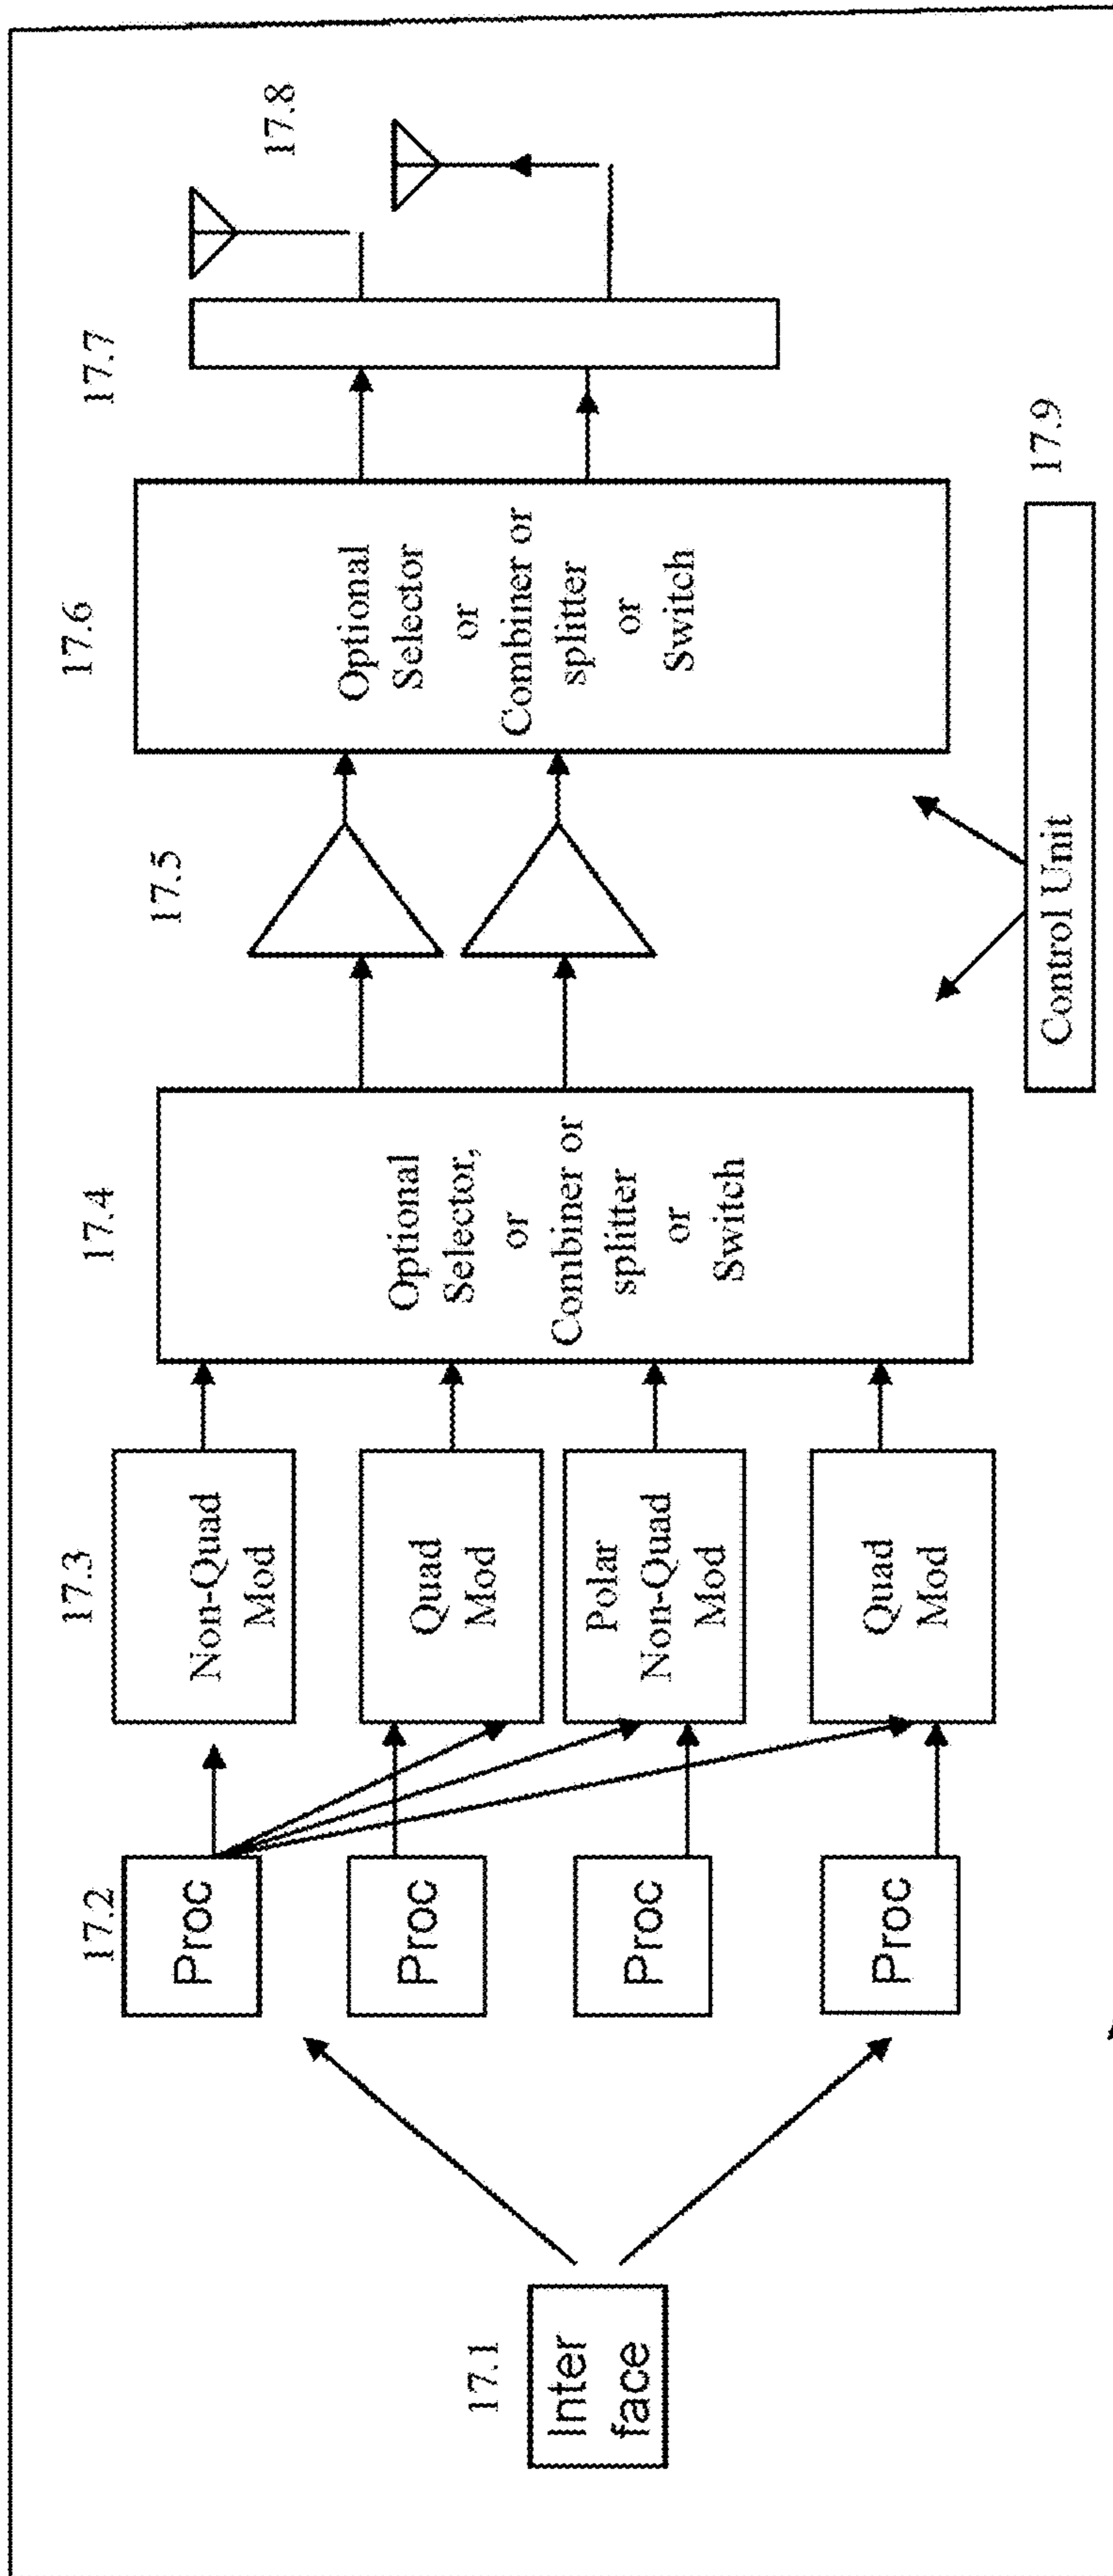 17.1
Inter
face
17.2
Proc
Proc
Proc
Proc
17.3
Non-Quad
Mod
Quad
Mod
Polar
Non-Quad
Mod
Quad
Mod
17.4
Optional
Selector,
or
Combiner or
splitter
or
Switch
17.5
17.6
Optional
Selector
or
Combiner or
splitter
or
Switch
17.7
17.8
Control Unit
17.9